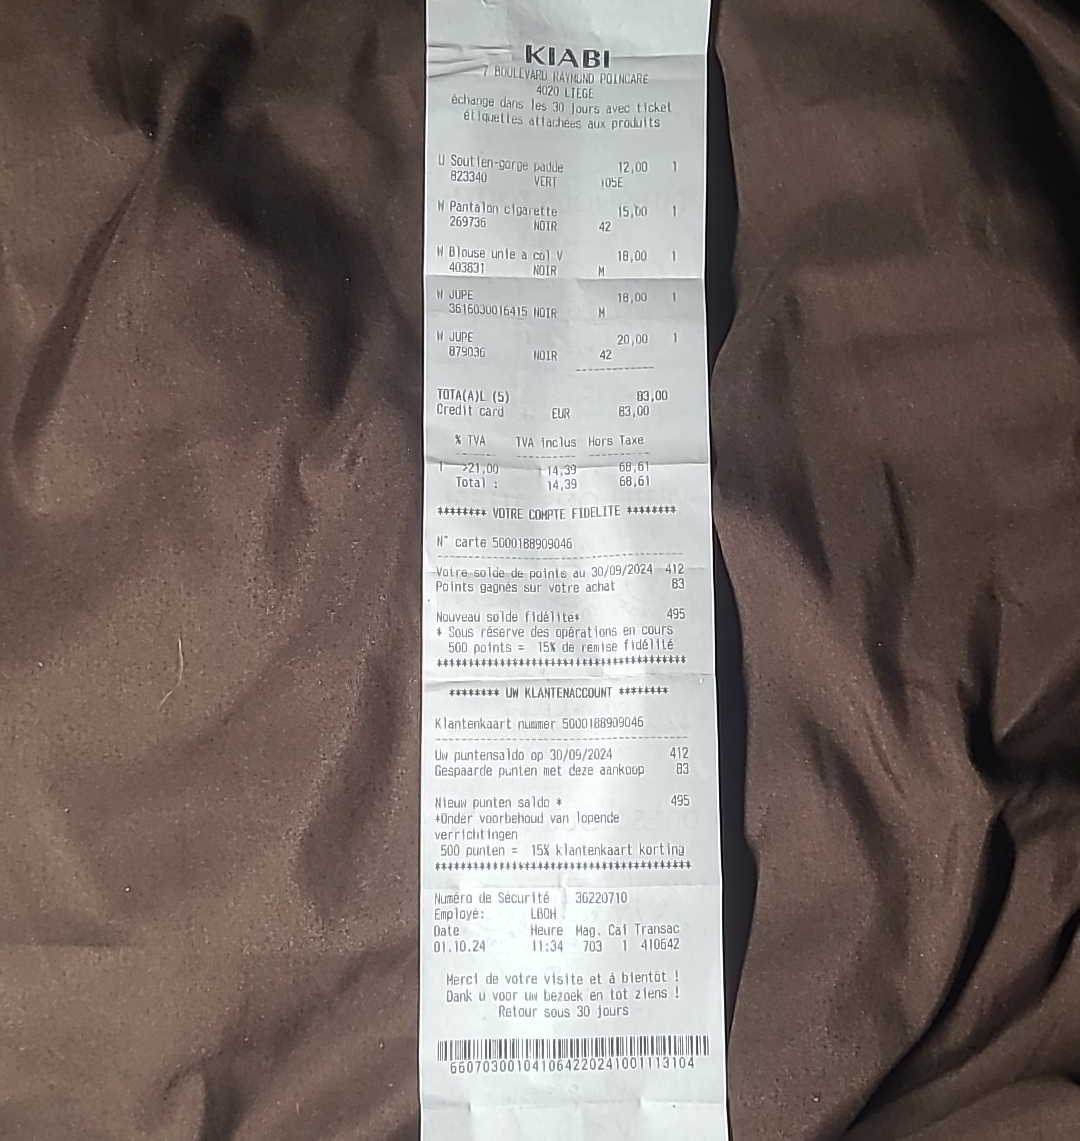 KIABI
7 BOULEVARD RAYMOND POINCARE
4020 LIEGE
échange dans les 30 jours avec ticket
étiquettes attachées aux produits
U Soutien-gorge padde 12,00 1
823340 VERT 105E
W Pantalon cigarette 15,00 1
269736 NOIR 42
W Blouse unie a col V 18,00 1
403631 NOIR M
W JUPE 18,00 1
3616030016415 NOIR M
W JUPE 20,00 1
879036 NOIR 42
------------
TOTA(A)L (5) 83,00
Credit card EUR 83,00
% TVA TVA inclus Hors Taxe
------ ----------- ---------
1 >21,00 14,39 68,61
Total : 14,39 68,61
******** VOTRE COMPTE FIDELITE ********
N° carte 5000188909046
-----------------------------------
Votre solde de points au 30/09/2024 412
Points gagnés sur votre achat 83
Nouveau solde fidélite* 495
* Sous réserve des opérations en cours
500 points = 15% de remise fidélité
****************************************
******** UW KLANTENACCOUNT ********
Klantenkaart nummer 5000188909046
-----------------------------------
Uw puntensaldo op 30/09/2024 412
Gespaarde punten met deze aankoop 83
Nieuw punten saldo * 495
*Onder voorbehoud van lopende
verrichtingen
500 punten = 15% klantenkaart korting
****************************************
Numéro de Sécurité 36220710
Employé: LBOH
Date Heure Mag. Cai Transac
01.10.24 11:34 703 1 410642
Merci de votre visite et à bientôt !
Dank u voor uw bezoek en tot ziens !
Retour sous 30 jours
660703001041064220241001113104